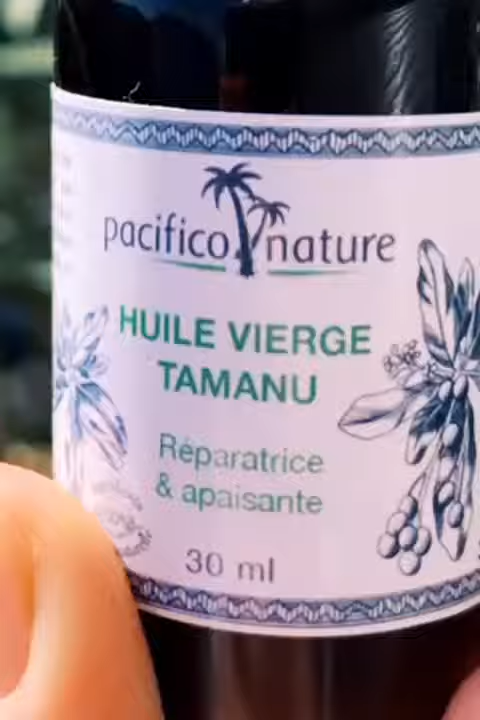 pacifico nature
HUILE VIERGE
TAMANU
Réparatrice
& apaisante
30 ml